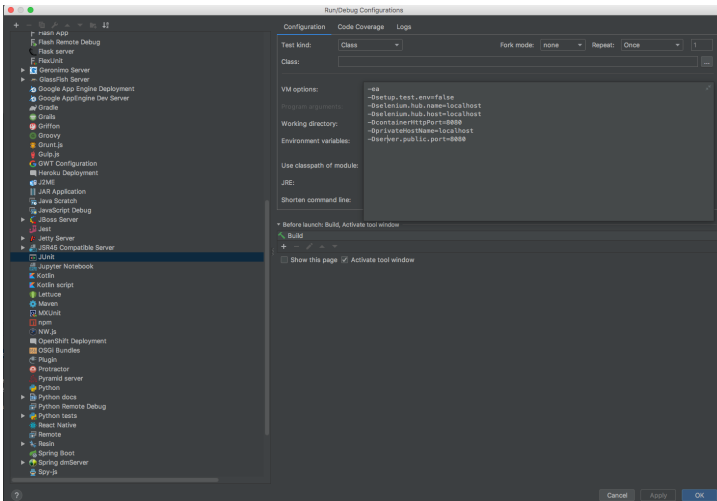 Run/Debug Configurations
Flash App
Flash Remote Debug
Flask server
FlexUnit
Geronimo Server
GlassFish Server
Google App Engine Deployment
Google AppEngine Dev Server
Gradle
Grails
Griffon
Groovy
Grunt.js
Gulp.js
GWT Configuration
Heroku Deployment
J2ME
JAR Application
Java Scratch
JavaScript Debug
JBoss Server
Jest
Jetty Server
JSR45 Compatible Server
JUnit
Jupyter Notebook
Kotlin
Kotlin script
Lettuce
Maven
MXUnit
npm
NW.js
OpenShift Deployment
OSGi Bundles
Plugin
Protractor
Pyramid server
Python
Python docs
Python Remote Debug
Python tests
React Native
Remote
Resin
Spring Boot
Spring dmServer
Spy-js
Configuration Code Coverage Logs
Test kind: Class Fork mode: none Repeat: Once 1
Class:
VM options:
-ea
-Dsetup.test.env=false
-Dselenium.hub.name=localhost
-Dselenium.hub.host=localhost
-DcontainerHttpPort=8080
-DprivateHostName=localhost
-Dserver.public.port=8080
Program arguments:
Working directory:
Environment variables:
Use classpath of module:
JRE:
Shorten command line:
Before launch: Build, Activate tool window
Build
Show this page Activate tool window
? Cancel Apply OK